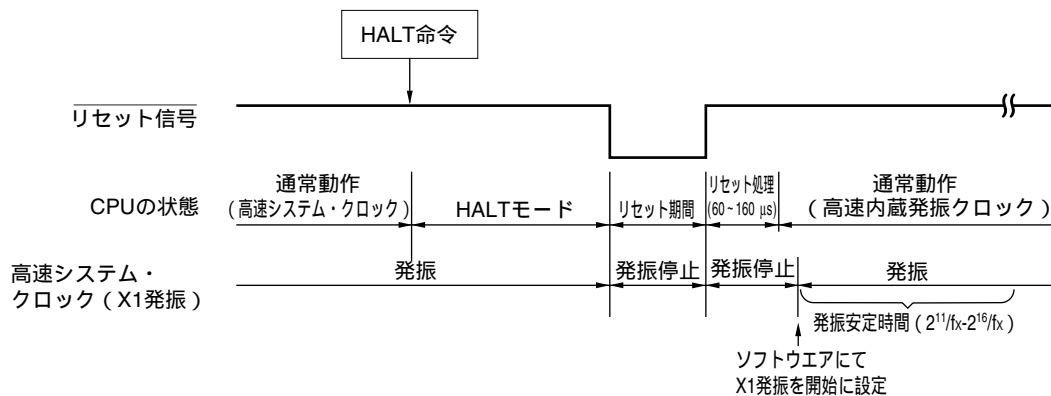 HALT命令
リセット信号
CPUの状態
通常動作
(高速システム・クロック)
HALTモード
リセット期間
リセット処理
(60~160 μs)
通常動作
(高速内蔵発振クロック)
高速システム・
クロック(X1発振)
発振
発振停止
発振停止
発振
発振安定時間(2¹¹/fx-2¹⁶/fx)
ソフトウエアにて
X1発振を開始に設定